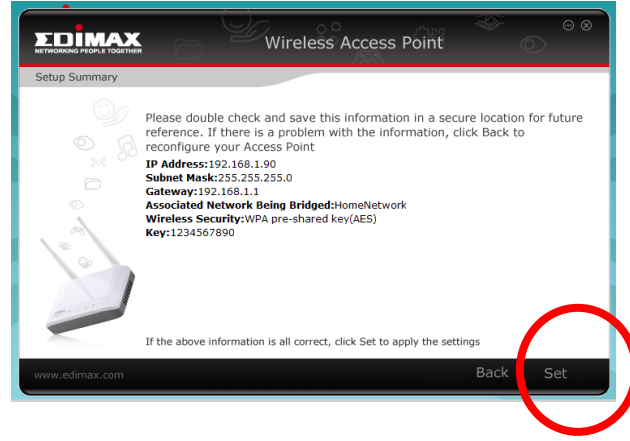 EDIMAX
NETWORKING PEOPLE TOGETHER
Wireless Access Point
Setup Summary
Please double check and save this information in a secure location for future
reference. If there is a problem with the information, click Back to
reconfigure your Access Point
IP Address:192.168.1.90
Subnet Mask:255.255.255.0
Gateway:192.168.1.1
Associated Network Being Bridged:HomeNetwork
Wireless Security:WPA pre-shared key(AES)
Key:1234567890
If the above information is all correct, click Set to apply the settings
www.edimax.com
Back
Set